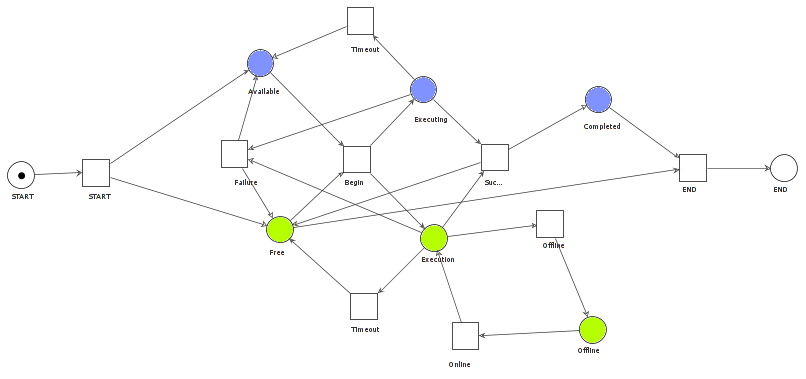 Timeout
Available
Executing
Completed
Failure
Begin
Suc...
START
START
END
END
Free
Execution
Offline
Timeout
Online
Offline